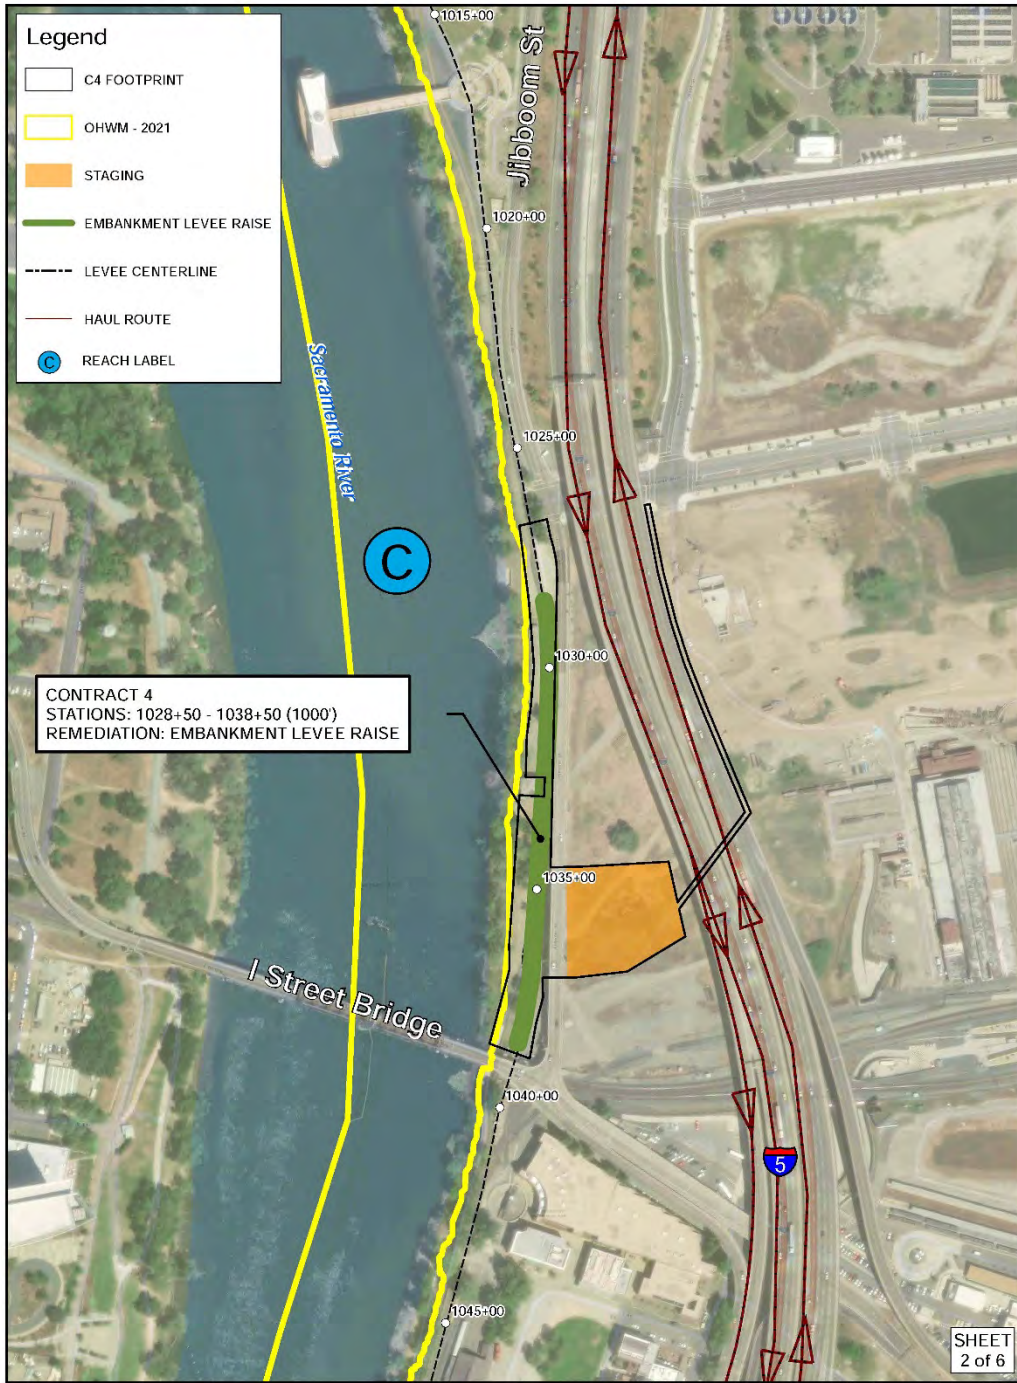 Legend
C4 FOOTPRINT
OHWM - 2021
STAGING
EMBANKMENT LEVEE RAISE
LEVEE CENTERLINE
HAUL ROUTE
C
REACH LABEL
1015+00
Jibboom St
1020+00
Sacramento River
1025+00
C
1030+00
CONTRACT 4
STATIONS: 1028+50 - 1038+50 (1000')
REMEDIATION: EMBANKMENT LEVEE RAISE
1035+00
I Street Bridge
1040+00
5
1045+00
SHEET
2 of 6